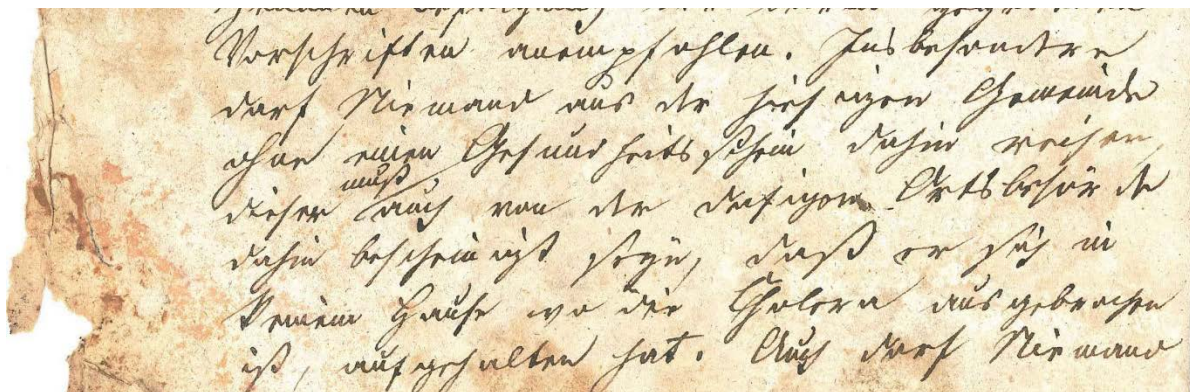 Vorschriften anempfohlen. Insbesondere
darf Niemand aus der hiesigen Gemeinde
ohne einen Gesundheitsschein dahin reisen,
dieser muß auch von der dasigen Ortsbehörde
dahin bescheinigt seyn, daß er sich in
keinem Hause wo die Cholera ausgebrochen
ist, aufgehalten hat. Auch darf Niemand